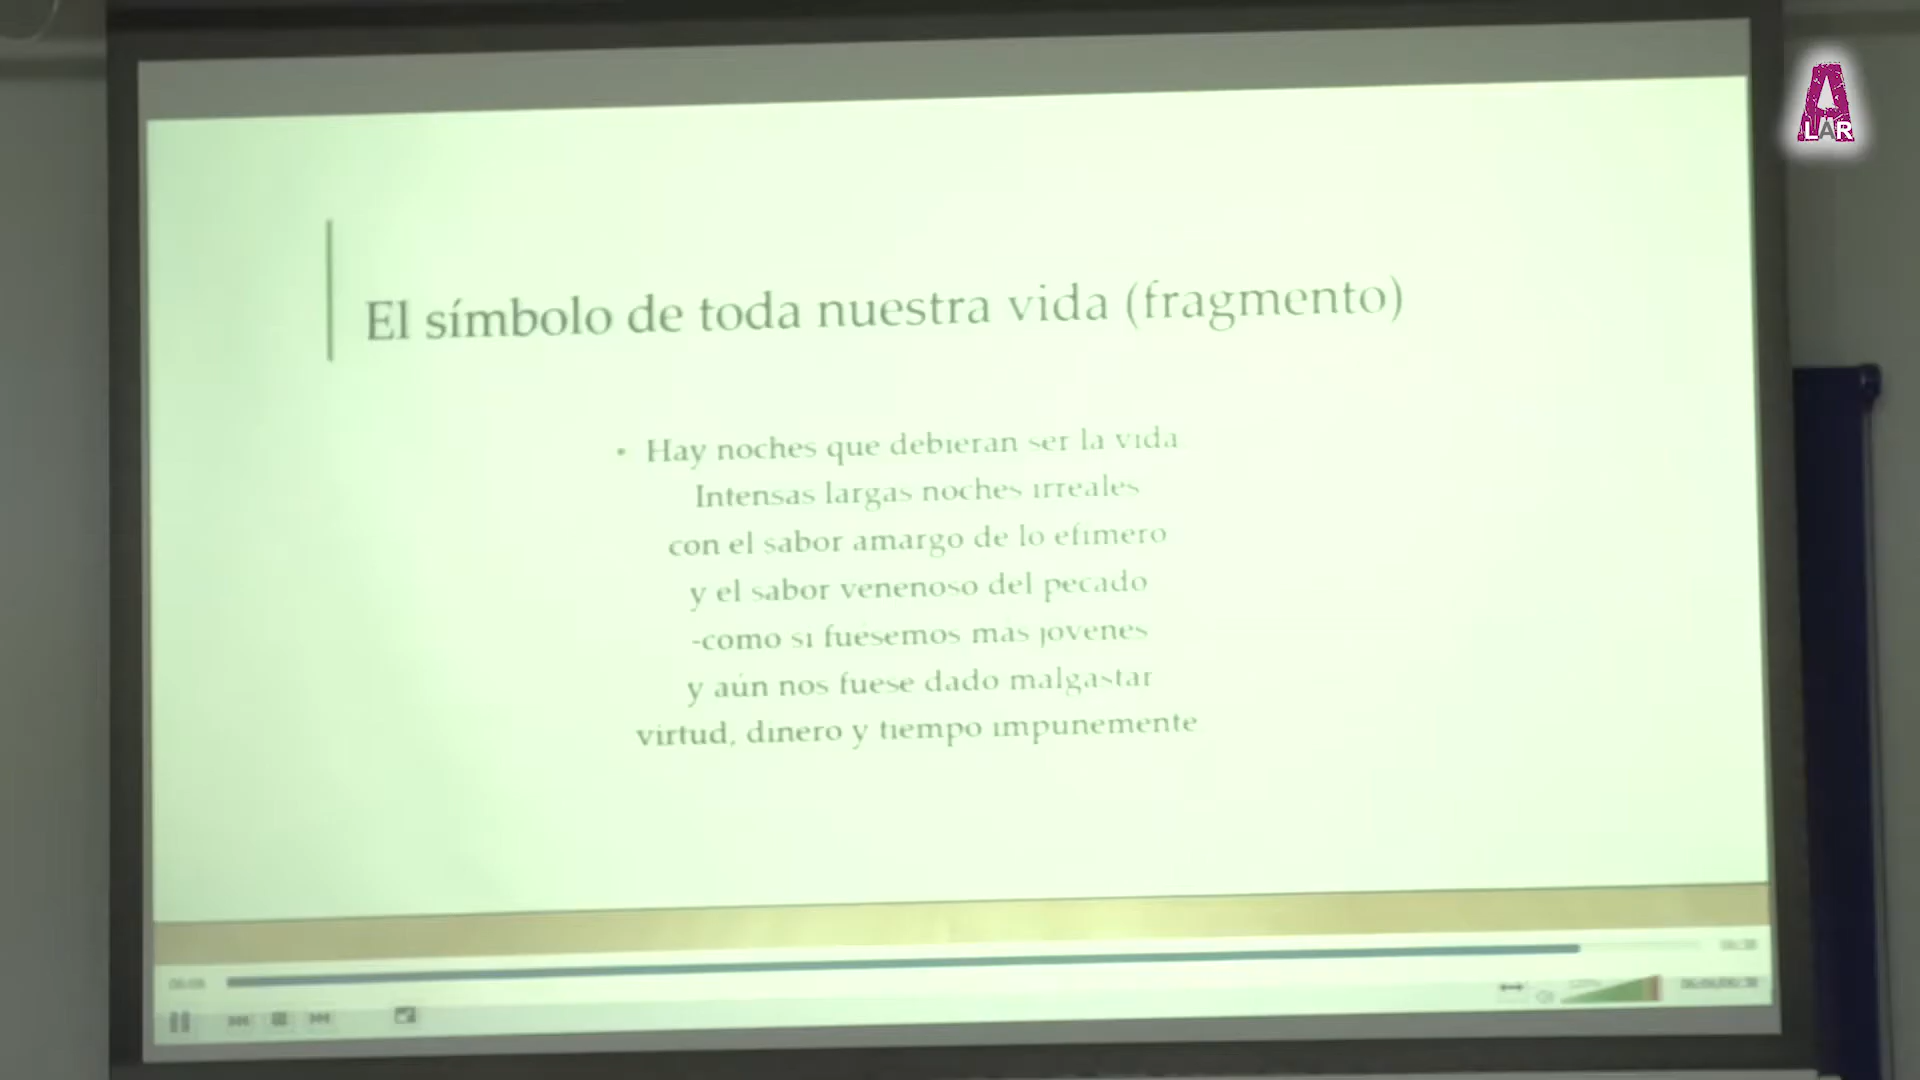 A
LAR
El símbolo de toda nuestra vida (fragmento)
• Hay noches que debieran ser la vida
Intensas largas noches irreales
con el sabor amargo de lo efímero
y el sabor venenoso del pecado
-como si fuésemos más jóvenes
y aún nos fuese dado malgastar
virtud, dinero y tiempo impunemente